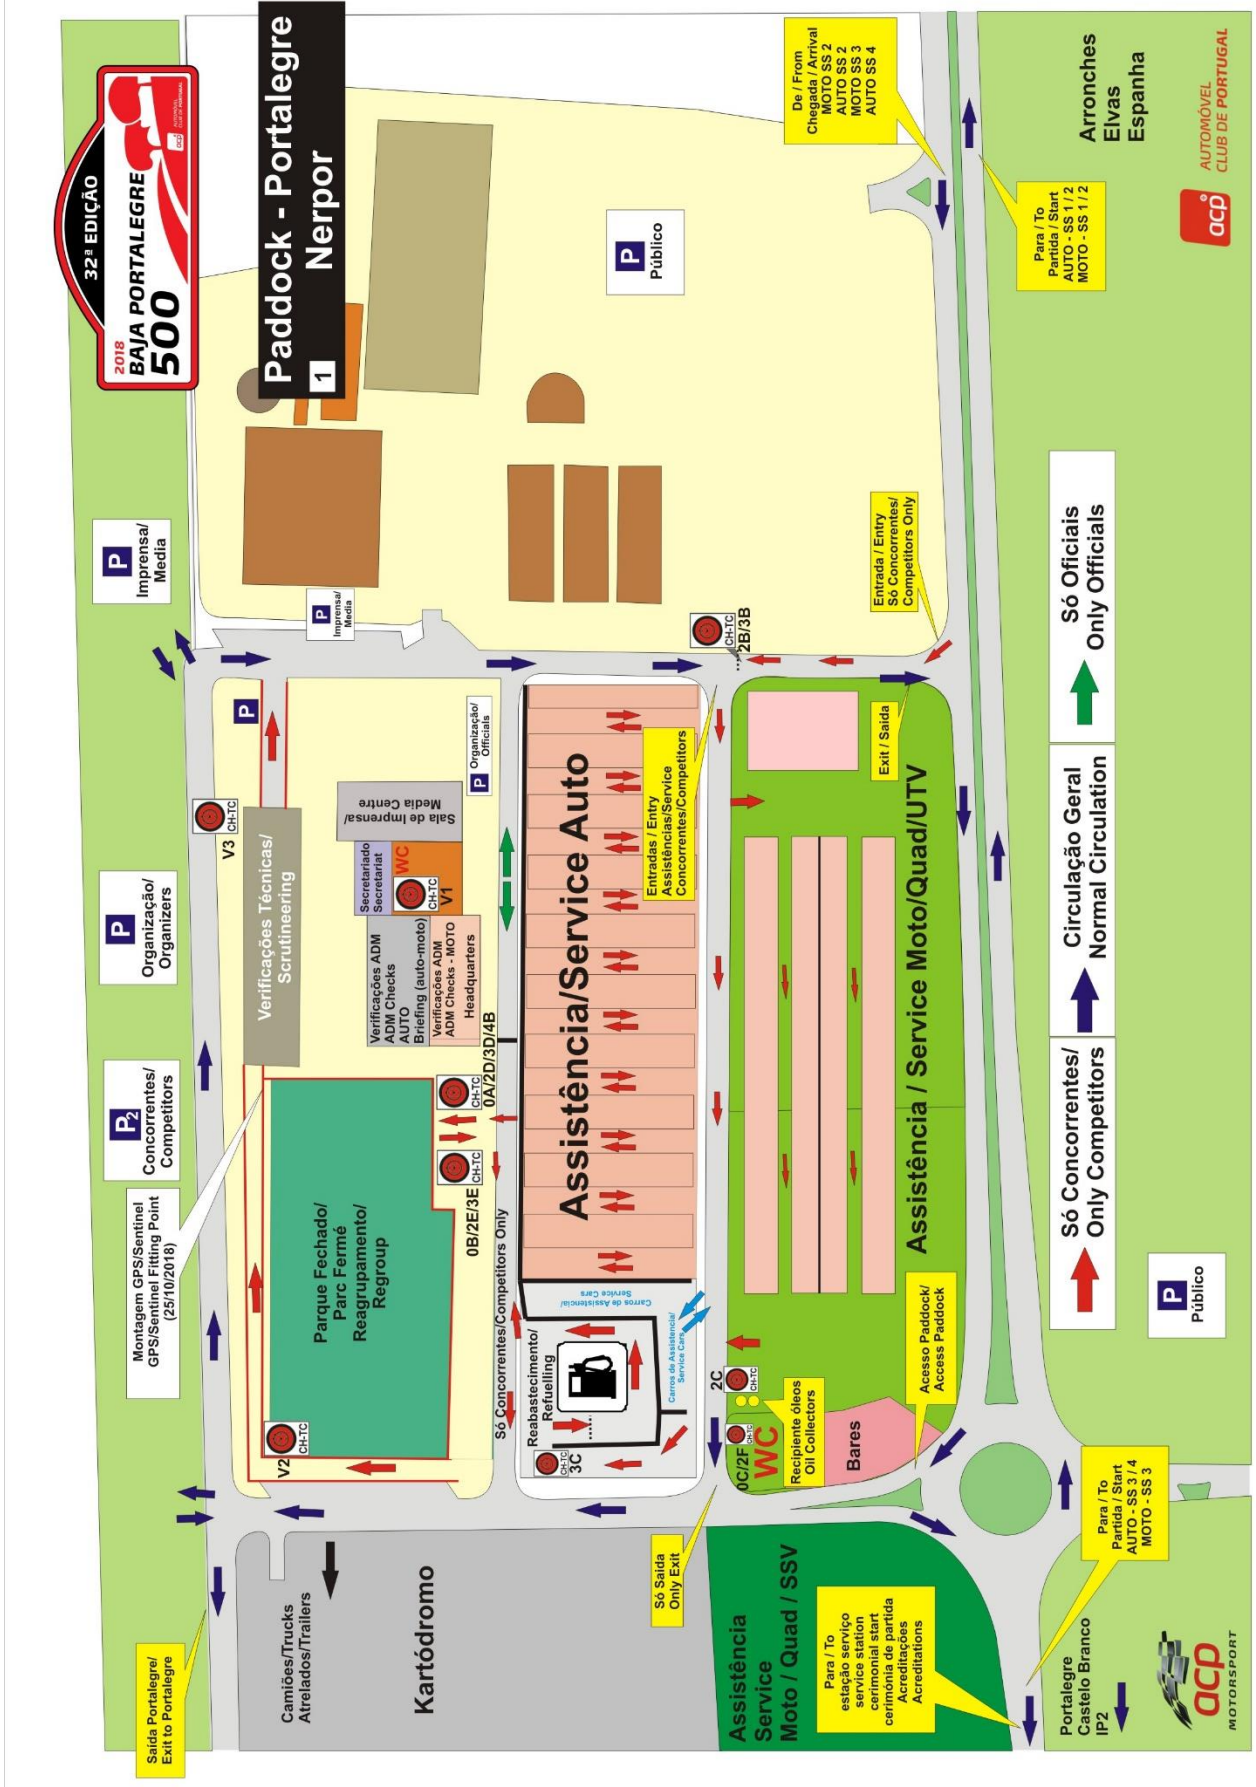 32ª EDIÇÃO
2018
BAJA PORTALEGRE
500
acp
AUTOMÓVEL
CLUB DE PORTUGAL
Paddock - Portalegre
1
Nerpor
Saída Portalegre/
Exit to Portalegre
Montagem GPS/Sentinel
GPS/Sentinel Fitting Point
(25/10/2018)
P2
Concorrentes/
Competitors
P
Organização/
Organizers
P
Imprensa/
Media
P
Imprensa/
Media
CH-TC
V3
P
Verificações Técnicas/
Scrutineering
Camiões/Trucks
Atrelados/Trailers
Kartódromo
V2
CH-TC
Parque Fechado/
Parc Fermé
Reagrupamento/
Regroup
Sala de Imprensa/
Media Centre
Secretariado
Secretariat
WC
CH-TC
V1
Verificações ADM
ADM Checks
AUTO
Briefing (auto-moto)
Verificações ADM
ADM Checks - MOTO
Headquarters
P
Organização/
Officials
CH-TC
0A/2D/3D/4B
CH-TC
0B/2E/3E
Só Concorrentes/Competitors Only
Reabastecimento/
Refuelling
CH-TC
3C
Carros de Assistencia/
Service Cars
Carros de Assistencia/
Service Cars
Assistência/Service Auto
Entradas / Entry
Assistências/Service
Concorrentes/Competitors
CH-TC
2B/3B
P
Público
De / From
Chegada / Arrival
MOTO SS 2
AUTO SS 2
MOTO SS 3
AUTO SS 4
Só Saida
Only Exit
0C/2F
CH-TC
WC
2C
CH-TC
Recipiente óleos
Oil Collectors
Bares
Acesso Paddock/
Access Paddock
Assistência / Service Moto/Quad/UTV
Exit / Saida
Entrada / Entry
Só Concorrentes/
Competitors Only
Assistência
Service
Moto / Quad / SSV
Para / To
estação serviço
service station
cerimonial start
cerimónia de partida
Acreditações
Acreditations
Para / To
Partida / Start
AUTO - SS 3 / 4
MOTO - SS 3
Para / To
Partida / Start
AUTO - SS 1 / 2
MOTO - SS 1 / 2
Arronches
Elvas
Espanha
Portalegre
Castelo Branco
IP2
P
Público
Só Concorrentes/
Only Competitors
Circulação Geral
Normal Circulation
Só Oficiais
Only Officials
acp
MOTORSPORT
acp
AUTOMÓVEL
CLUB DE PORTUGAL